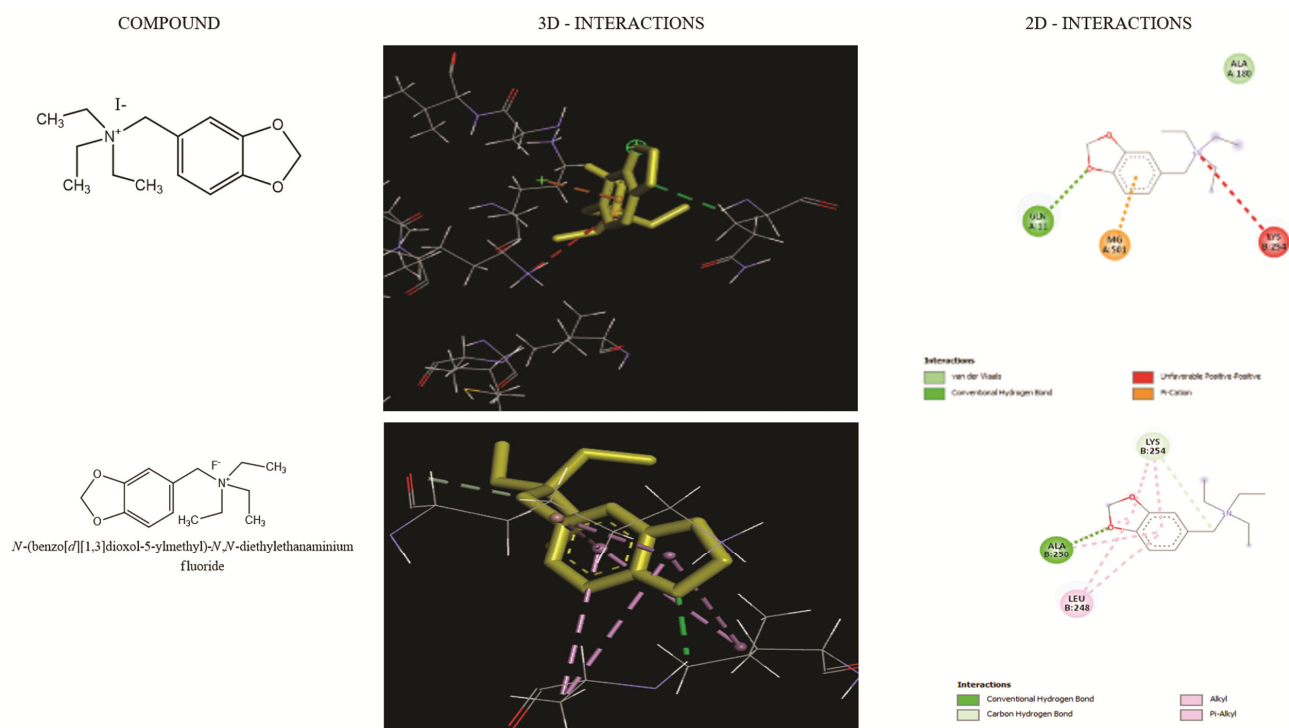 COMPOUND
3D - INTERACTIONS
2D - INTERACTIONS
I-
CH₃
N⁺
O
O
CH₃
CH₃
ALA
A:180
GLN
A:11
MG
A:501
LYS
B:254
Interactions
van der Waals
Conventional Hydrogen Bond
Unfavorable Positive-Positive
Pi-Cation
F⁻
O
O
N⁺
CH₃
H₃C
CH₃
N-(benzo[d][1,3]dioxol-5-ylmethyl)-N,N-diethylethanaminium
fluoride
LYS
B:254
ALA
B:250
LEU
B:248
Interactions
Conventional Hydrogen Bond
Carbon Hydrogen Bond
Alkyl
Pi-Alkyl